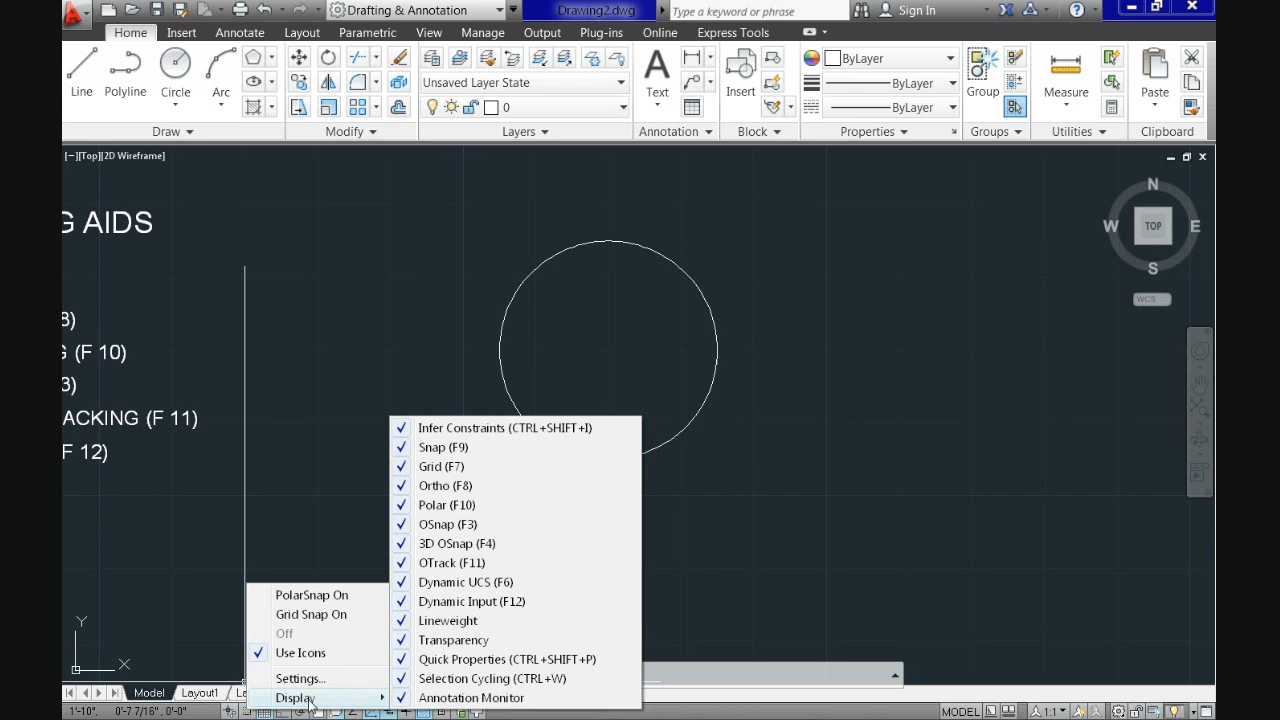 Drafting & Annotation
Drawing2.dwg
Type a keyword or phrase
Sign In
Home Insert Annotate Layout Parametric View Manage Output Plug-ins Online Express Tools
Line Polyline Circle Arc
Unsaved Layer State
0
Text
Insert
ByLayer
ByLayer
ByLayer
Group
Measure
Paste
Draw Modify Layers Annotation Block Properties Groups Utilities Clipboard
[−][Top][2D Wireframe]
G AIDS
8)
G (F 10)
3)
ACKING (F 11)
F 12)
N
W TOP E
S
WCS
Infer Constraints (CTRL+SHIFT+I)
Snap (F9)
Grid (F7)
Ortho (F8)
Polar (F10)
OSnap (F3)
3D OSnap (F4)
OTrack (F11)
Dynamic UCS (F6)
Dynamic Input (F12)
Lineweight
Transparency
Quick Properties (CTRL+SHIFT+P)
Selection Cycling (CTRL+W)
Annotation Monitor
PolarSnap On
Grid Snap On
Off
Use Icons
Settings...
Display
Y
X
Model Layout1 La
1'-10", 0'-7 7/16", 0'-0"
MODEL
1:1